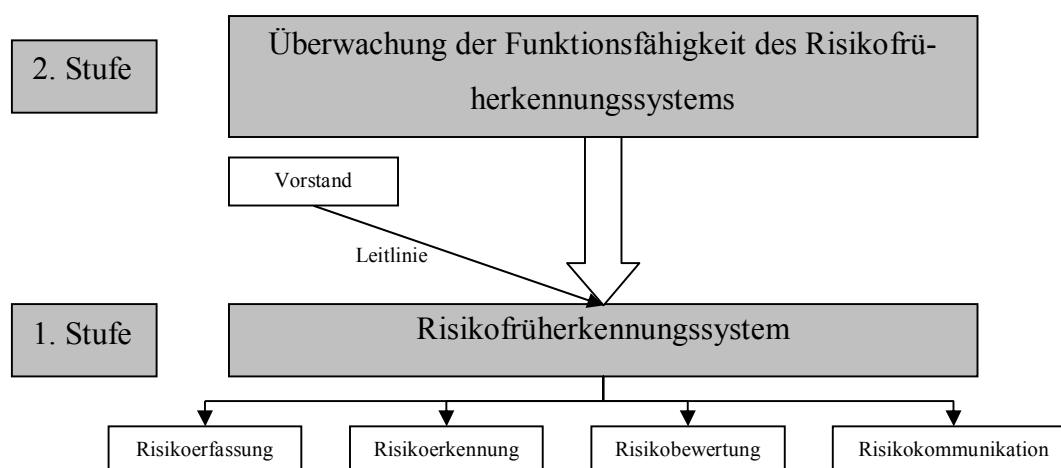 2. Stufe
Überwachung der Funktionsfähigkeit des Risikofrü-
herkennungssystems
Vorstand
Leitlinie
1. Stufe
Risikofrüherkennungssystem
Risikoerfassung
Risikoerkennung
Risikobewertung
Risikokommunikation